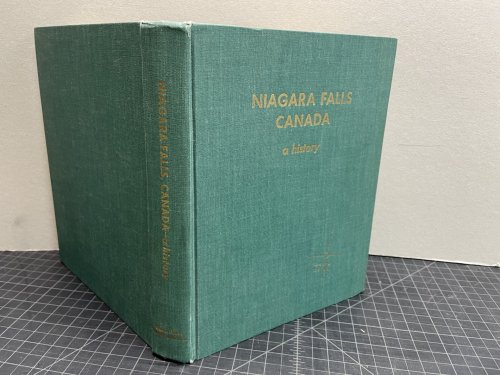 NIAGARA FALLS
CANADA
a history
NIAGARA FALLS, CANADA—a history